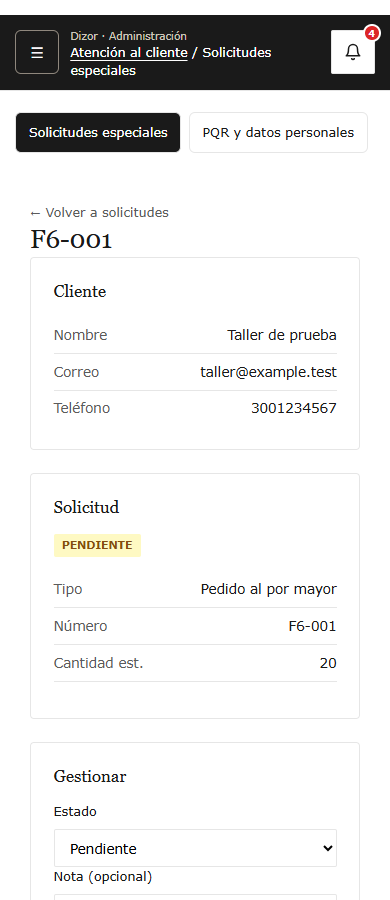 ☰
Dizor · Administración
Atención al cliente / Solicitudes
especiales
4
Solicitudes especiales
PQR y datos personales
← Volver a solicitudes
F6-001
Cliente
Nombre Taller de prueba
Correo taller@example.test
Teléfono 3001234567
Solicitud
PENDIENTE
Tipo Pedido al por mayor
Número F6-001
Cantidad est. 20
Gestionar
Estado
Pendiente
Nota (opcional)